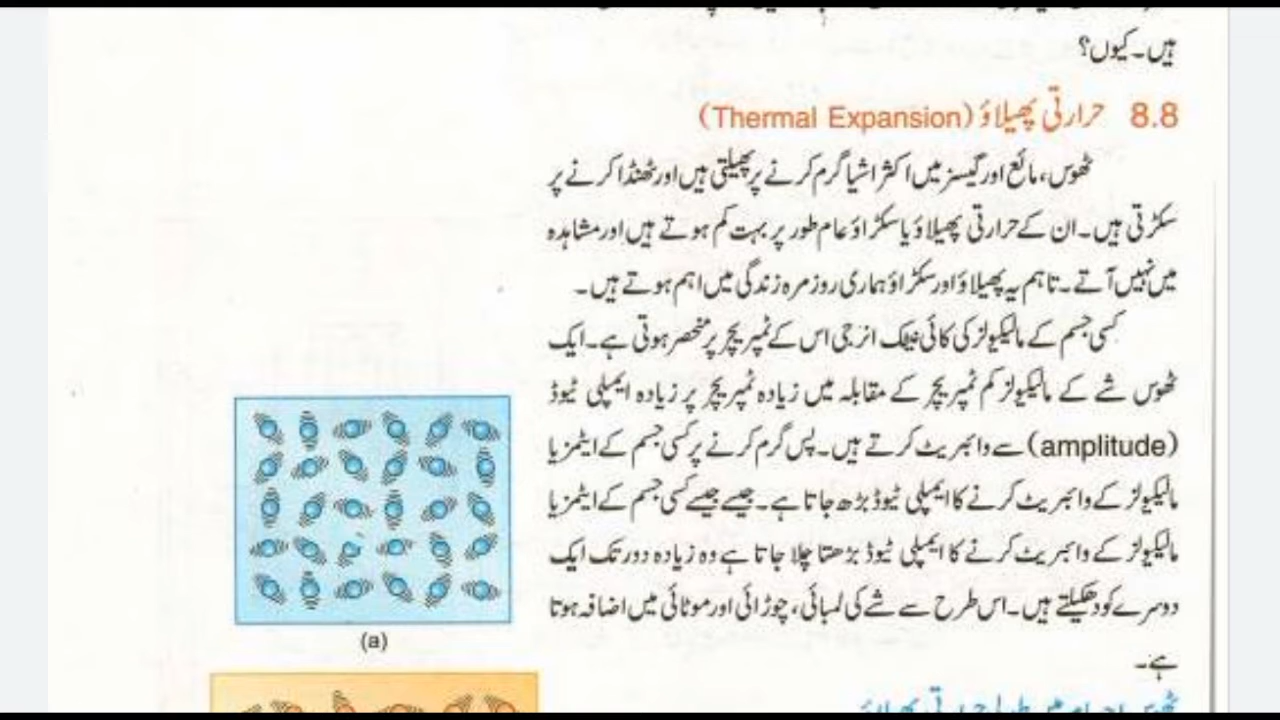 ہیں۔ کیوں؟
8.8 حرارتی پھیلاؤ (Thermal Expansion)
ٹھوس، مائع اور گیسز میں اکثر اشیا گرم کرنے پر پھیلتی ہیں اور ٹھنڈا کرنے پر
سکڑتی ہیں۔ ان کے حرارتی پھیلاؤ یا سکڑاؤ عام طور پر بہت کم ہوتے ہیں اور مشاہدہ
میں نہیں آتے۔ تاہم یہ پھیلاؤ اور سکڑاؤ ہماری روزمرہ زندگی میں اہم ہوتے ہیں۔
کسی جسم کے مالیکیولز کی کائی نیٹک انرجی اس کے ٹمپریچر پر منحصر ہوتی ہے۔ ایک
ٹھوس شے کے مالیکیولز کم ٹمپریچر کے مقابلہ میں زیادہ ٹمپریچر پر زیادہ ایمپلی ٹیوڈ
(amplitude) سے وائبریٹ کرتے ہیں۔ پس گرم کرنے پر کسی جسم کے ایٹمز یا
مالیکیولز کے وائبریٹ کرنے کا ایمپلی ٹیوڈ بڑھ جاتا ہے۔ جیسے جیسے کسی جسم کے ایٹمز یا
مالیکیولز کے وائبریٹ کرنے کا ایمپلی ٹیوڈ بڑھتا چلا جاتا ہے وہ زیادہ دور تک ایک
دوسرے کو دھکیلتے ہیں۔ اس طرح سے شے کی لمبائی، چوڑائی اور موٹائی میں اضافہ ہوتا
ہے۔
(a)